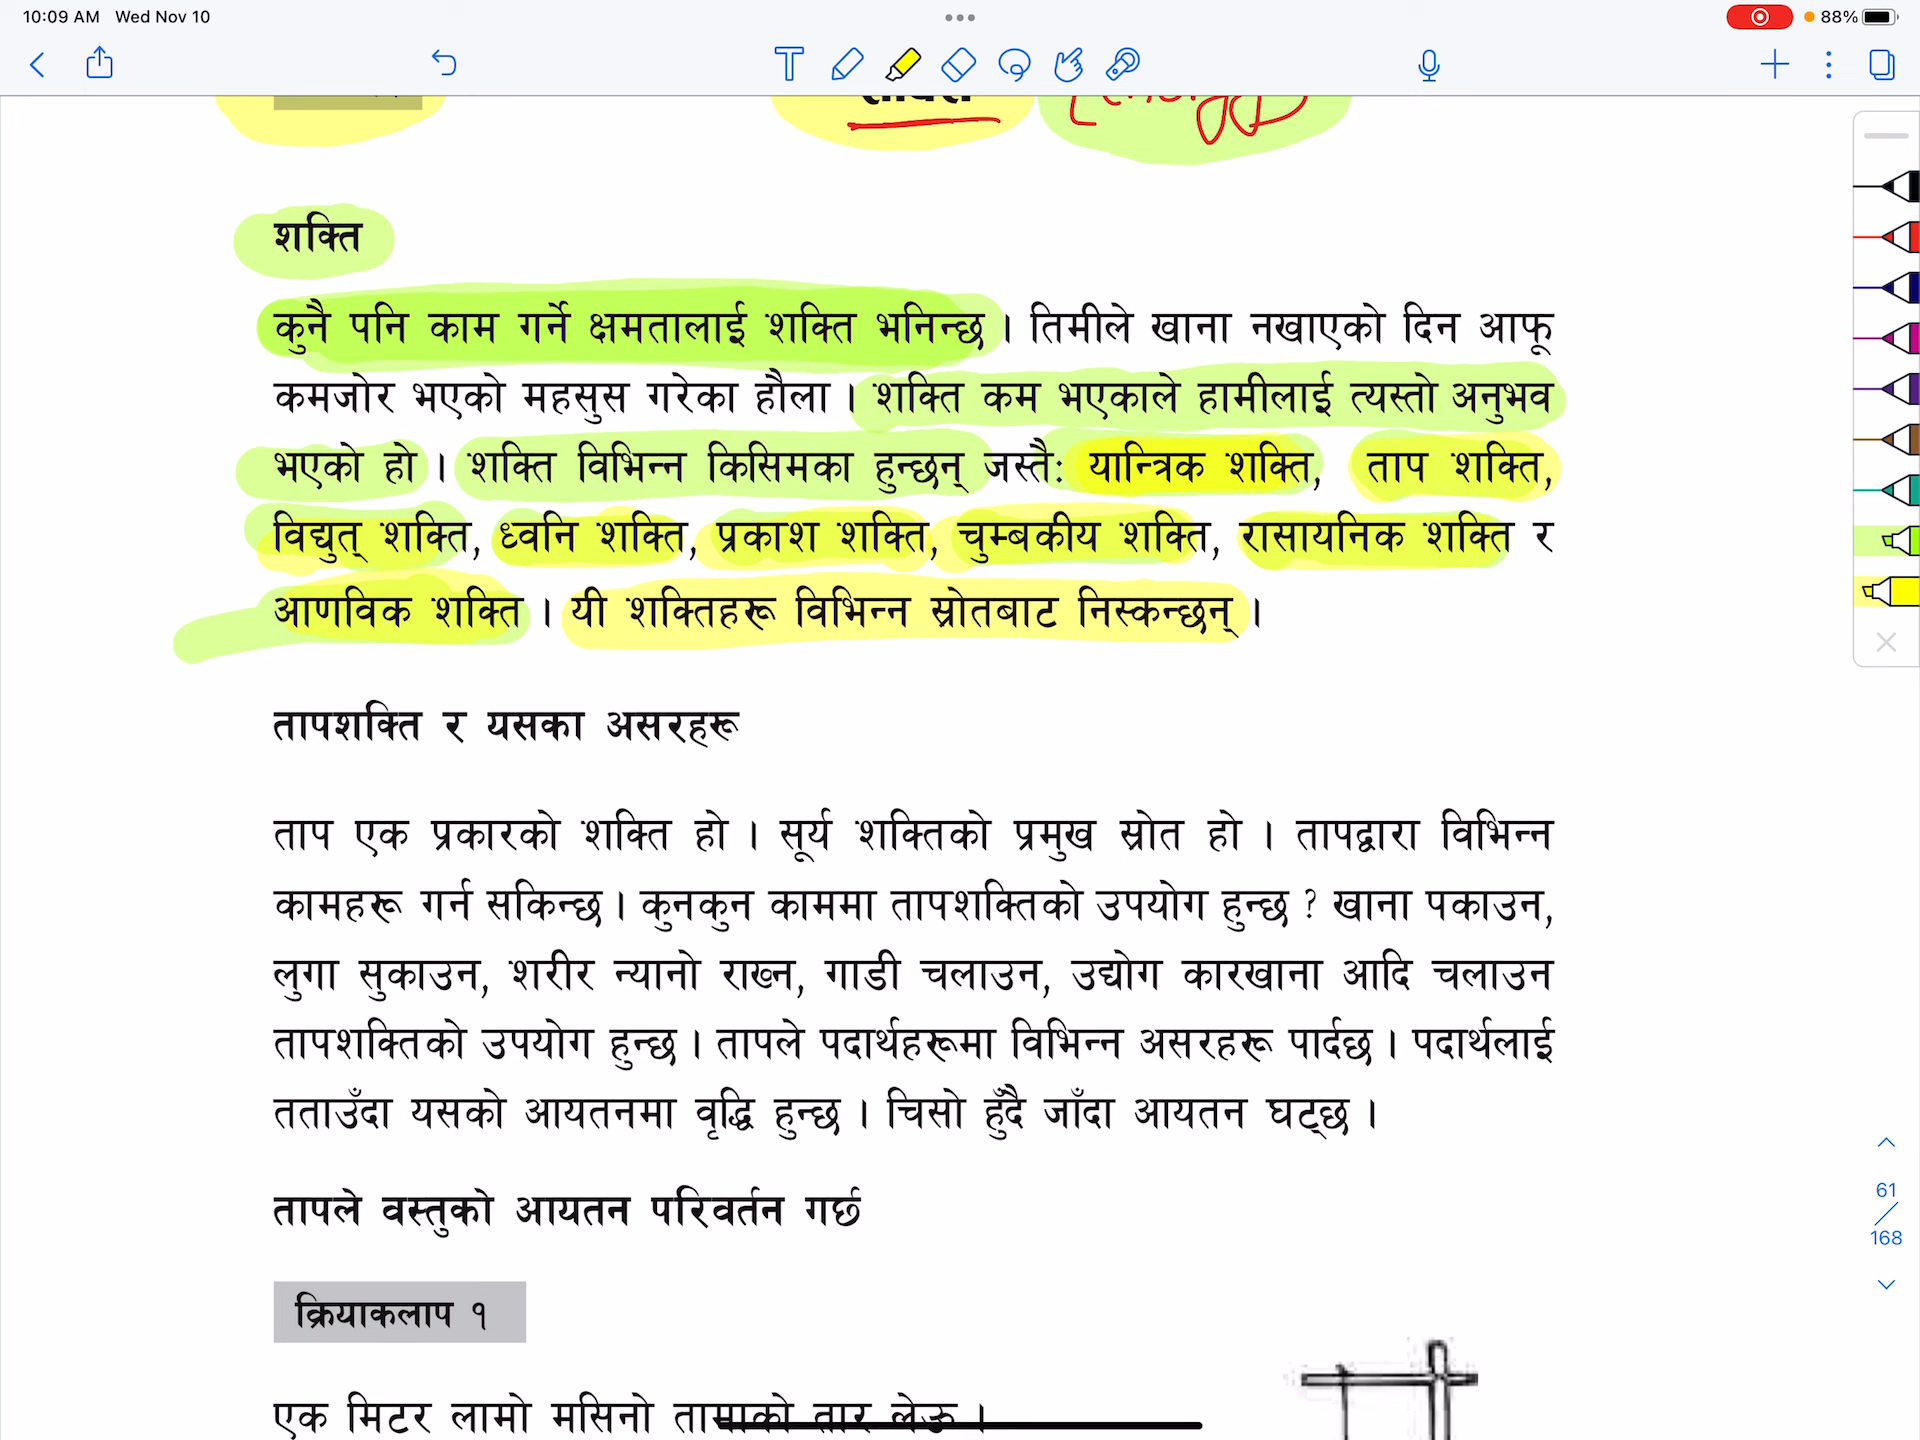 10:09 AM Wed Nov 10
88%
शक्ति
कुनै पनि काम गर्ने क्षमतालाई शक्ति भनिन्छ । तिमीले खाना नखाएको दिन आफू
कमजोर भएको महसुस गरेका हौला । शक्ति कम भएकाले हामीलाई त्यस्तो अनुभव
भएको हो । शक्ति विभिन्न किसिमका हुन्छन् जस्तै: यान्त्रिक शक्ति, ताप शक्ति,
विद्युत् शक्ति, ध्वनि शक्ति, प्रकाश शक्ति, चुम्बकीय शक्ति, रासायनिक शक्ति र
आणविक शक्ति । यी शक्तिहरू विभिन्न स्रोतबाट निस्कन्छन् ।
तापशक्ति र यसका असरहरू
ताप एक प्रकारको शक्ति हो । सूर्य शक्तिको प्रमुख स्रोत हो । तापद्वारा विभिन्न
कामहरू गर्न सकिन्छ । कुनकुन काममा तापशक्तिको उपयोग हुन्छ ? खाना पकाउन,
लुगा सुकाउन, शरीर न्यानो राख्न, गाडी चलाउन, उद्योग कारखाना आदि चलाउन
तापशक्तिको उपयोग हुन्छ । तापले पदार्थहरूमा विभिन्न असरहरू पार्दछ । पदार्थलाई
तताउँदा यसको आयतनमा वृद्धि हुन्छ । चिसो हुँदै जाँदा आयतन घट्छ ।
तापले वस्तुको आयतन परिवर्तन गर्छ
क्रियाकलाप १
एक मिटर लामो मसिनो तामाको तार लेऊ ।
61
/
168